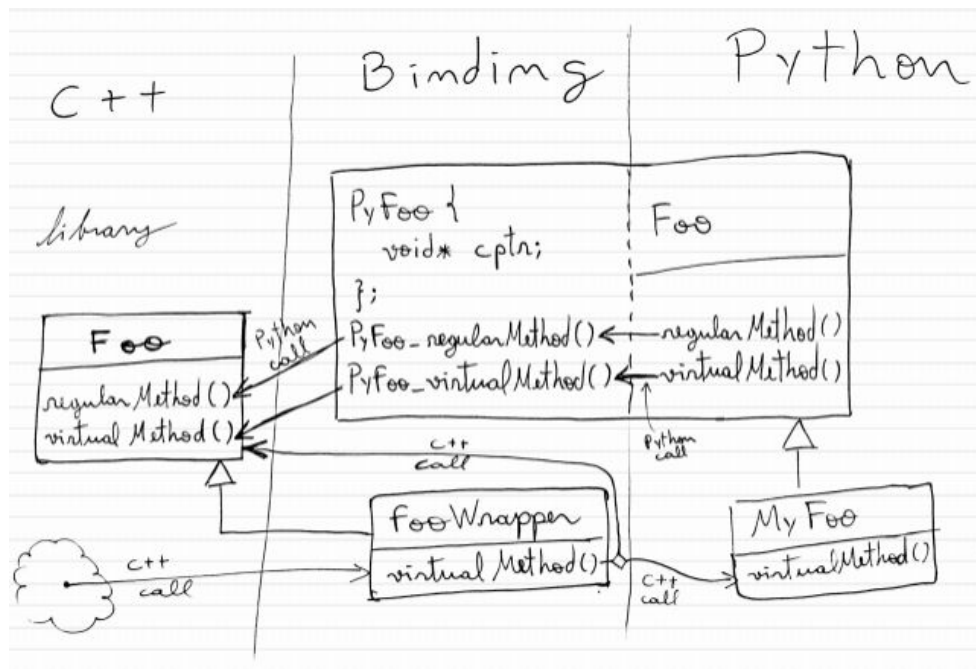 C++
Binding
Python
library
Foo
regularMethod()
virtualMethod()
Python
call
PyFoo {
void* cptr;
};
PyFoo_regularMethod()
PyFoo_virtualMethod()
Foo
regularMethod()
virtualMethod()
Python
call
C++
call
FooWrapper
virtualMethod()
MyFoo
virtualMethod()
C++
call
C++
call